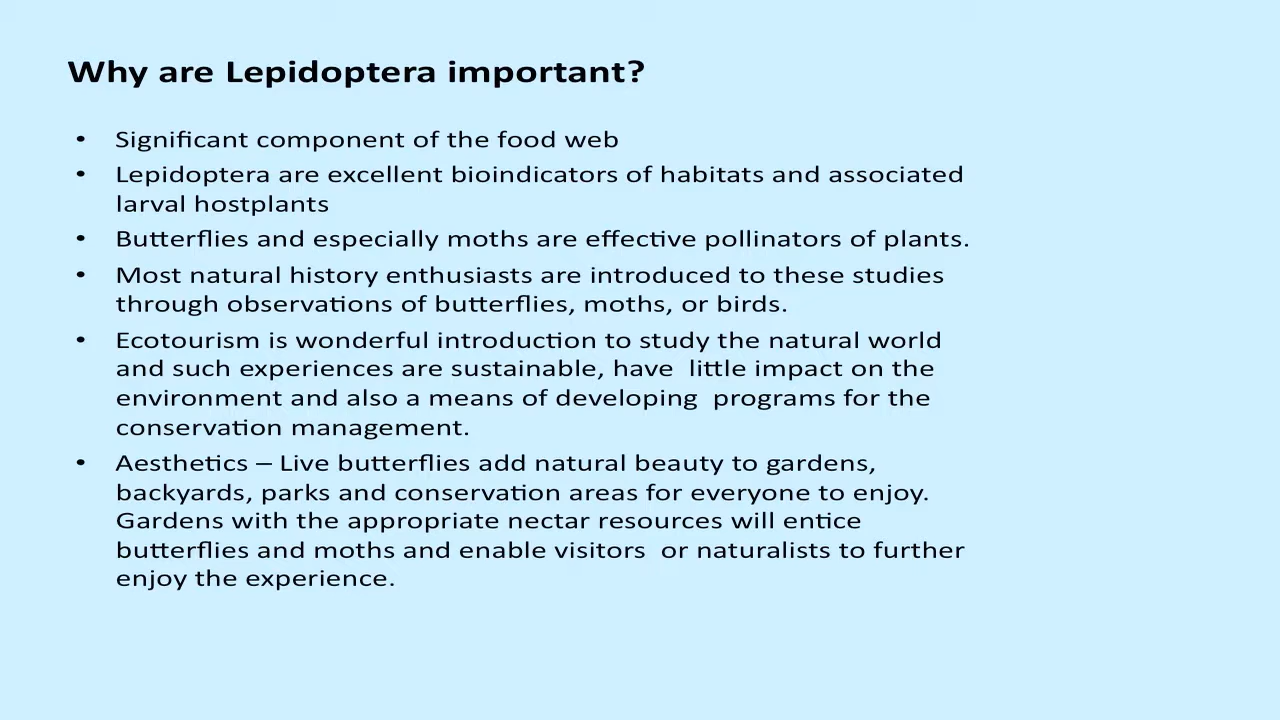 Why are Lepidoptera important?
• Significant component of the food web
• Lepidoptera are excellent bioindicators of habitats and associated
larval hostplants
• Butterflies and especially moths are effective pollinators of plants.
• Most natural history enthusiasts are introduced to these studies
through observations of butterflies, moths, or birds.
• Ecotourism is wonderful introduction to study the natural world
and such experiences are sustainable, have  little impact on the
environment and also a means of developing  programs for the
conservation management.
• Aesthetics – Live butterflies add natural beauty to gardens,
backyards, parks and conservation areas for everyone to enjoy.
Gardens with the appropriate nectar resources will entice
butterflies and moths and enable visitors  or naturalists to further
enjoy the experience.